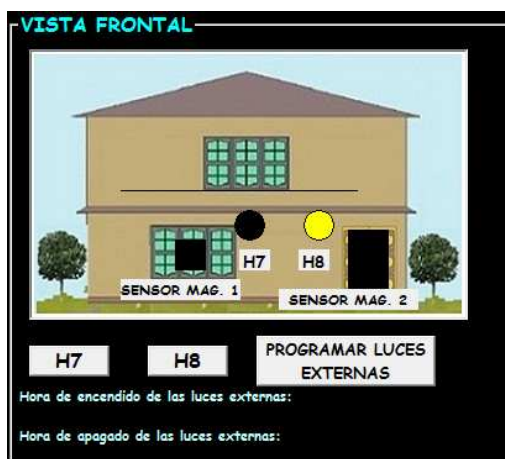 VISTA FRONTAL
H7
H8
SENSOR MAG. 1
SENSOR MAG. 2
H7
H8
PROGRAMAR LUCES
EXTERNAS
Hora de encendido de las luces externas:
Hora de apagado de las luces externas: